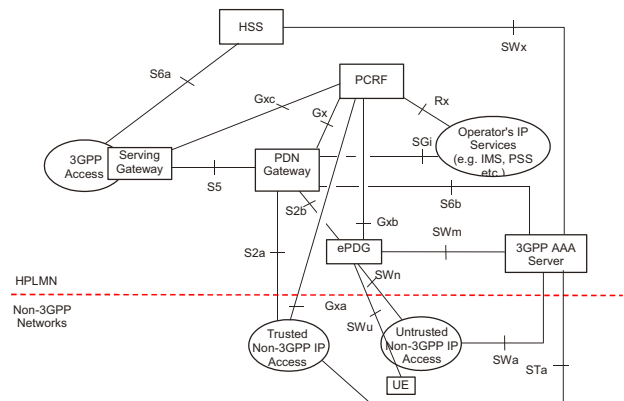 HSS
SWx
S6a
PCRF
Gxc
Gx
Rx
Operator's IP
Services
(e.g. IMS, PSS
etc.)
SGi
3GPP
Access
Serving
Gateway
PDN
Gateway
S5
S2b
S6b
Gxb
SWm
ePDG
3GPP AAA
Server
S2a
SWn
HPLMN
Non-3GPP
Networks
Gxa
SWu
Trusted
Non-3GPP IP
Access
Untrusted
Non-3GPP IP
Access
SWa
STa
UE